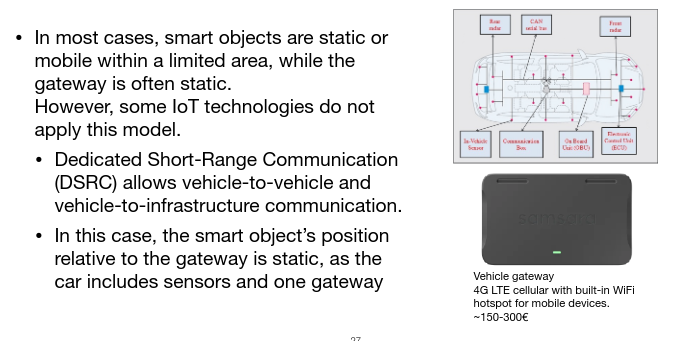 • In most cases, smart objects are static or
mobile within a limited area, while the
gateway is often static.
However, some IoT technologies do not
apply this model.
• Dedicated Short-Range Communication
(DSRC) allows vehicle-to-vehicle and
vehicle-to-infrastructure communication.
• In this case, the smart object's position
relative to the gateway is static, as the
car includes sensors and one gateway
Rear
radar
CAN
serial bus
Front
radar
In-Vehicle
Sensor
Communication
Box
On Board
Unit (OBU)
Electronic
Control Unit
(ECU)
samsara
Vehicle gateway
4G LTE cellular with built-in WiFi
hotspot for mobile devices.
~150-300€
27